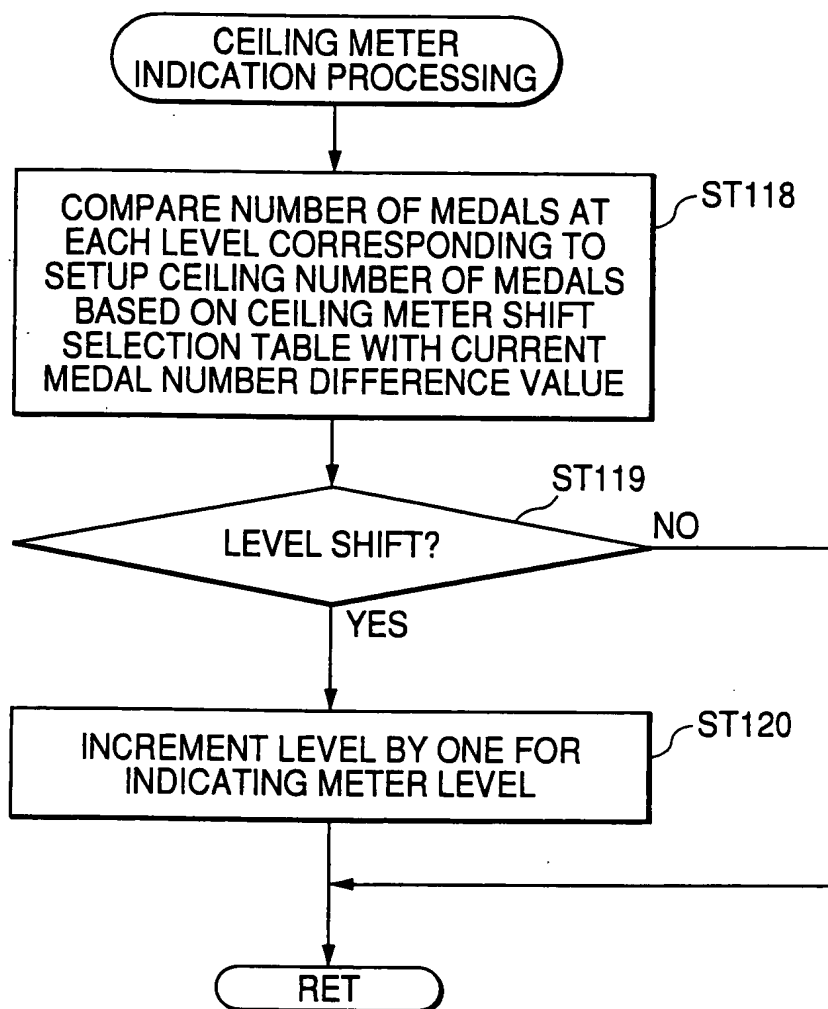 CEILING METER
INDICATION PROCESSING
ST118
COMPARE NUMBER OF MEDALS AT
EACH LEVEL CORRESPONDING TO
SETUP CEILING NUMBER OF MEDALS
BASED ON CEILING METER SHIFT
SELECTION TABLE WITH CURRENT
MEDAL NUMBER DIFFERENCE VALUE
ST119
LEVEL SHIFT?
NO
YES
ST120
INCREMENT LEVEL BY ONE FOR
INDICATING METER LEVEL
RET